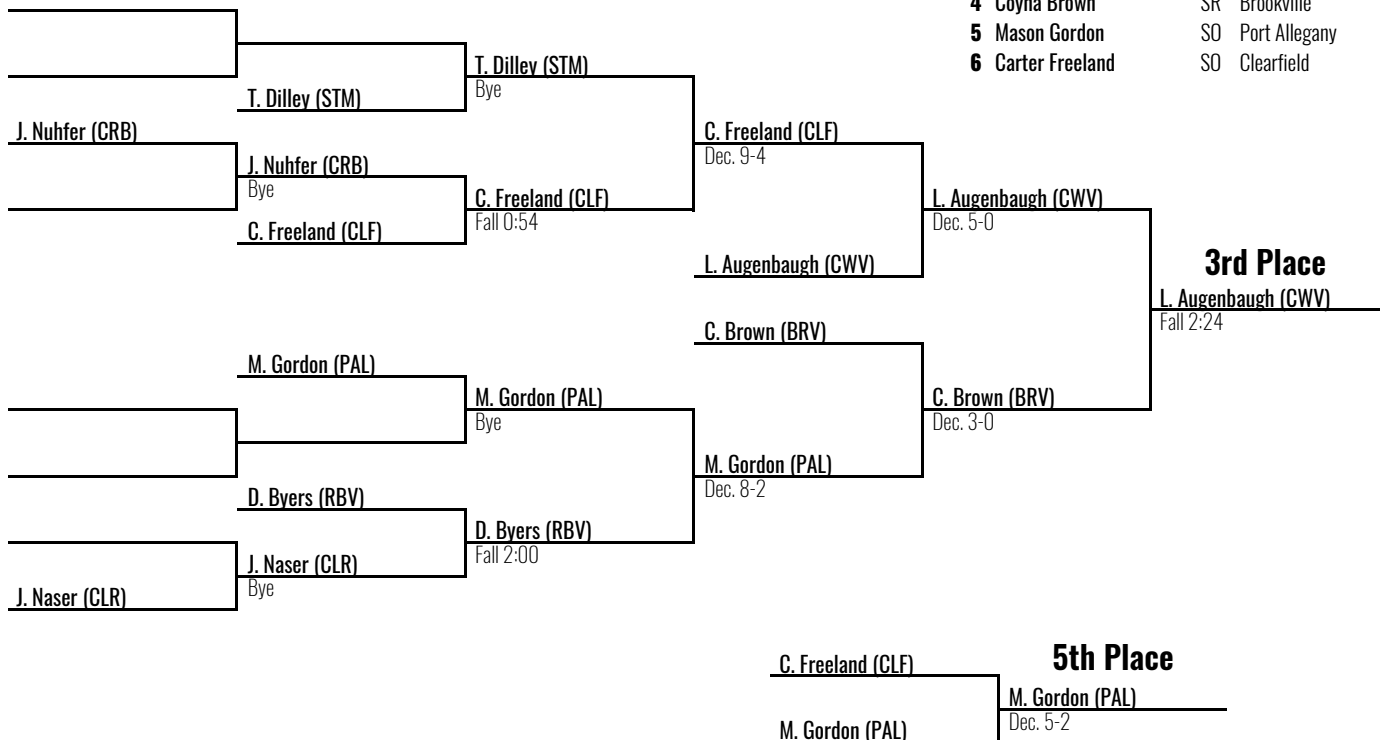 4 Coyha Brown SR Brookville
5 Mason Gordon SO Port Allegany
6 Carter Freeland SO Clearfield
T. Dilley (STM)
Bye
T. Dilley (STM)
J. Nuhfer (CRB)
J. Nuhfer (CRB)
Bye
C. Freeland (CLF)
C. Freeland (CLF)
Fall 0:54
C. Freeland (CLF)
Dec. 9-4
L. Augenbaugh (CWV)
L. Augenbaugh (CWV)
Dec. 5-0
3rd Place
L. Augenbaugh (CWV)
Fall 2:24
C. Brown (BRV)
M. Gordon (PAL)
M. Gordon (PAL)
Bye
C. Brown (BRV)
Dec. 3-0
M. Gordon (PAL)
Dec. 8-2
D. Byers (RBV)
D. Byers (RBV)
Fall 2:00
J. Naser (CLR)
Bye
J. Naser (CLR)
5th Place
C. Freeland (CLF)
M. Gordon (PAL)
Dec. 5-2
M. Gordon (PAL)